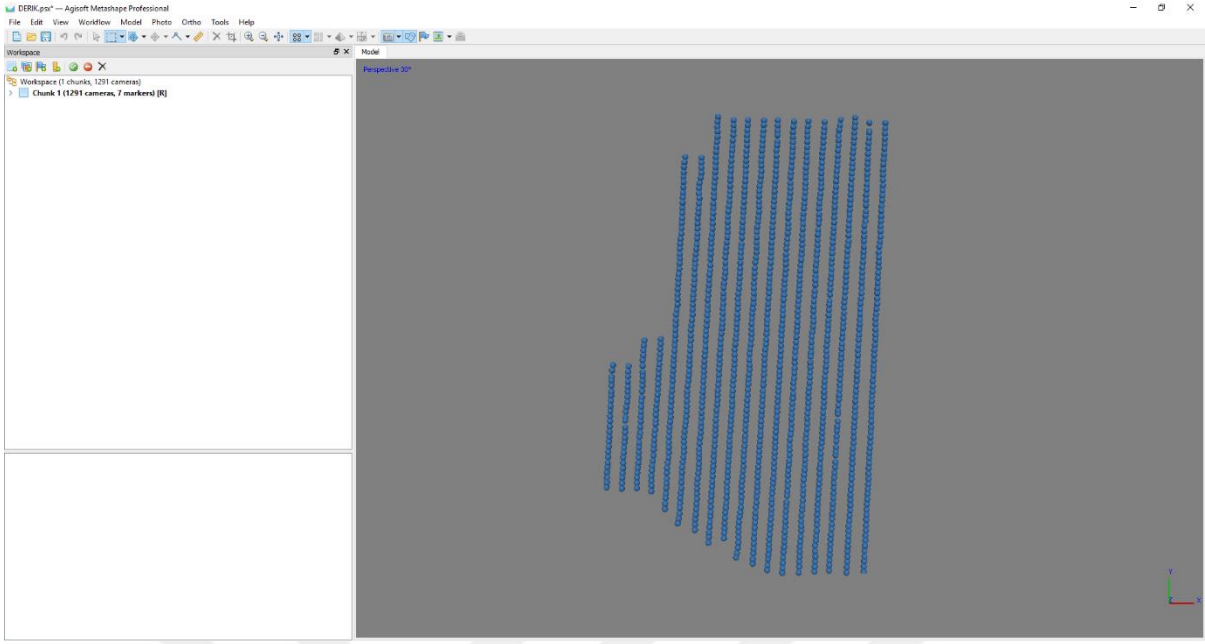 DERIK.psx* — Agisoft Metashape Professional
File Edit View Workflow Model Photo Ortho Tools Help
Workspace
Model
Workspace (1 chunks, 1291 cameras)
Chunk 1 (1291 cameras, 7 markers) [R]
Perspective 30°
Y
Z X